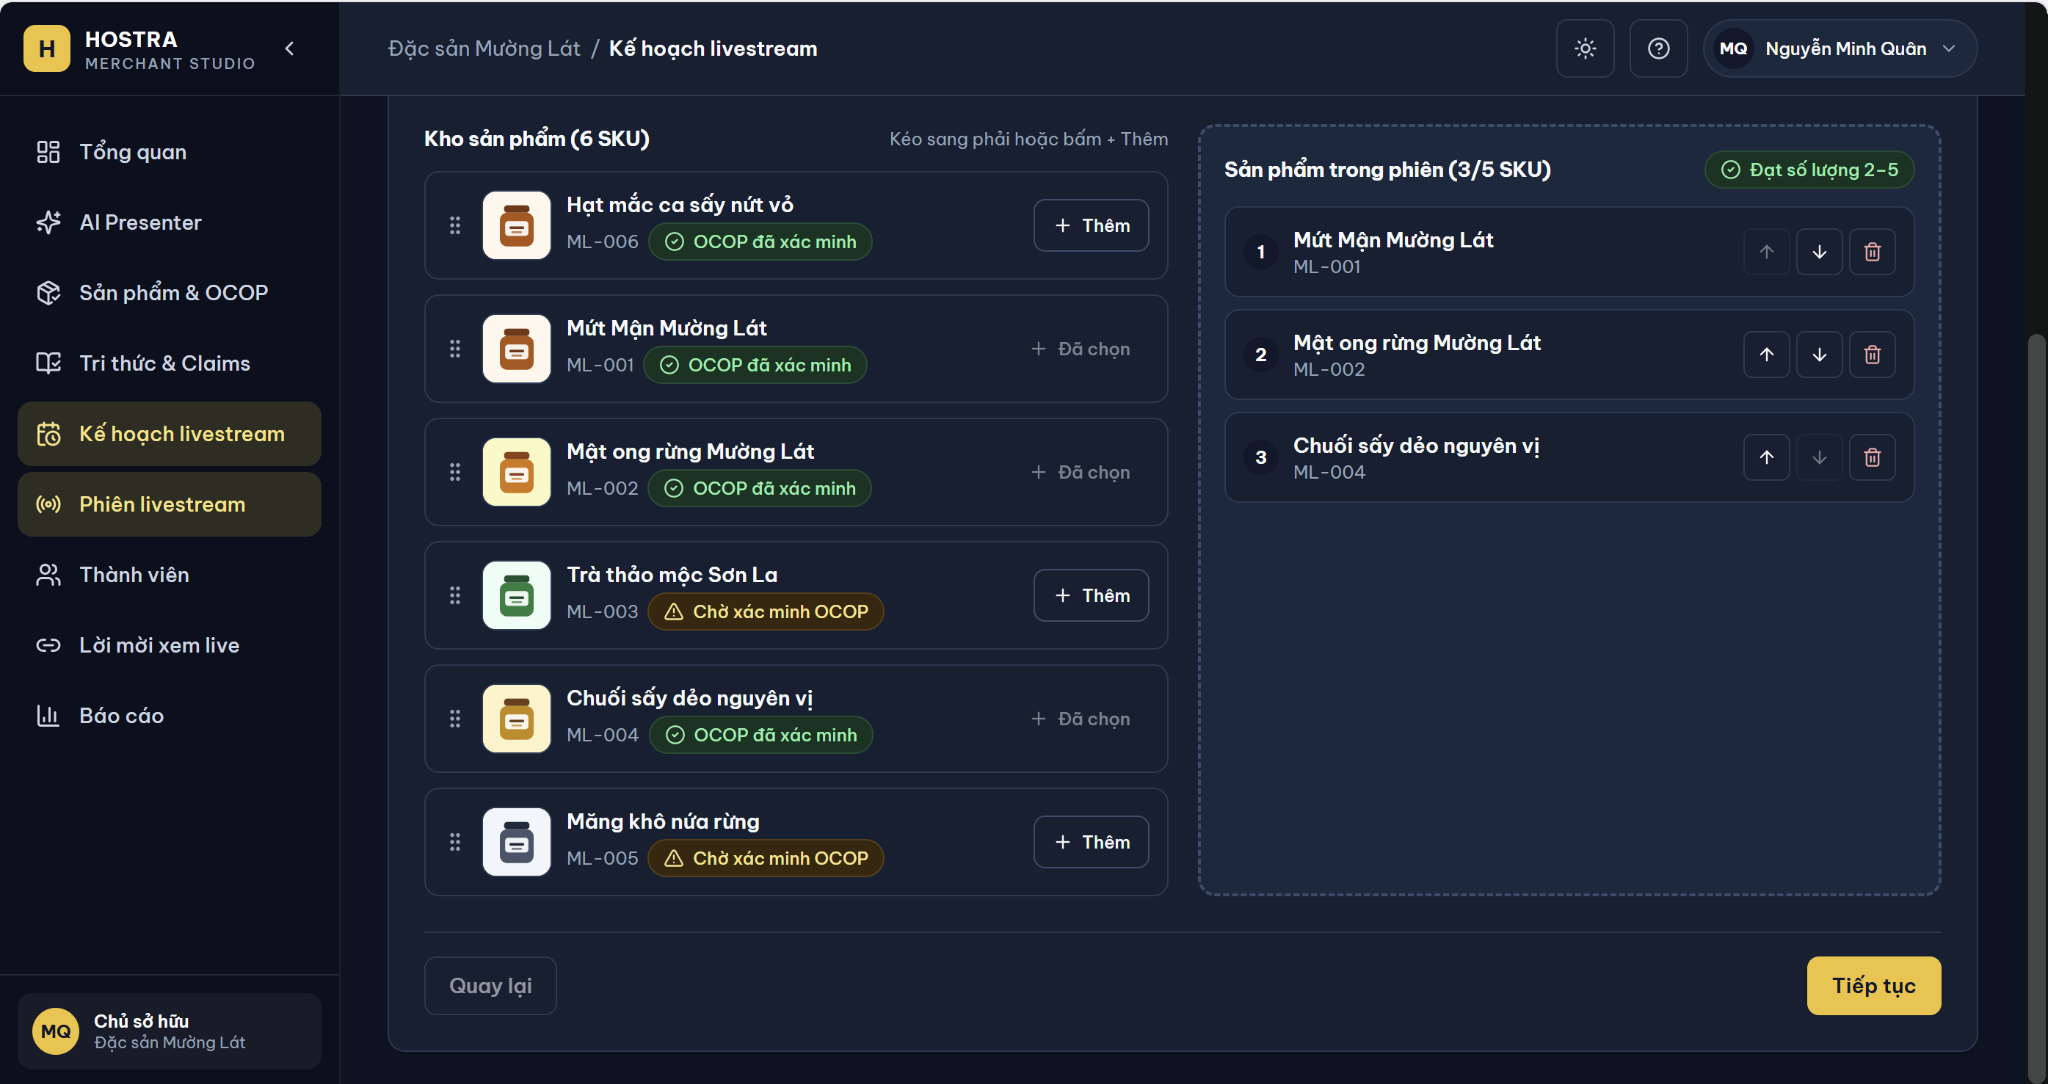 H
HOSTRA
MERCHANT STUDIO
Đặc sản Mường Lát / Kế hoạch livestream
MQ Nguyễn Minh Quân
Tổng quan
AI Presenter
Sản phẩm & OCOP
Tri thức & Claims
Kế hoạch livestream
Phiên livestream
Thành viên
Lời mời xem live
Báo cáo
MQ
Chủ sở hữu
Đặc sản Mường Lát
Kho sản phẩm (6 SKU)
Kéo sang phải hoặc bấm + Thêm
Hạt mắc ca sấy nứt vỏ
ML-006 OCOP đã xác minh
+ Thêm
Mứt Mận Mường Lát
ML-001 OCOP đã xác minh
+ Đã chọn
Mật ong rừng Mường Lát
ML-002 OCOP đã xác minh
+ Đã chọn
Trà thảo mộc Sơn La
ML-003 Chờ xác minh OCOP
+ Thêm
Chuối sấy dẻo nguyên vị
ML-004 OCOP đã xác minh
+ Đã chọn
Măng khô nứa rừng
ML-005 Chờ xác minh OCOP
+ Thêm
Sản phẩm trong phiên (3/5 SKU)
Đạt số lượng 2–5
1
Mứt Mận Mường Lát
ML-001
2
Mật ong rừng Mường Lát
ML-002
3
Chuối sấy dẻo nguyên vị
ML-004
Quay lại
Tiếp tục